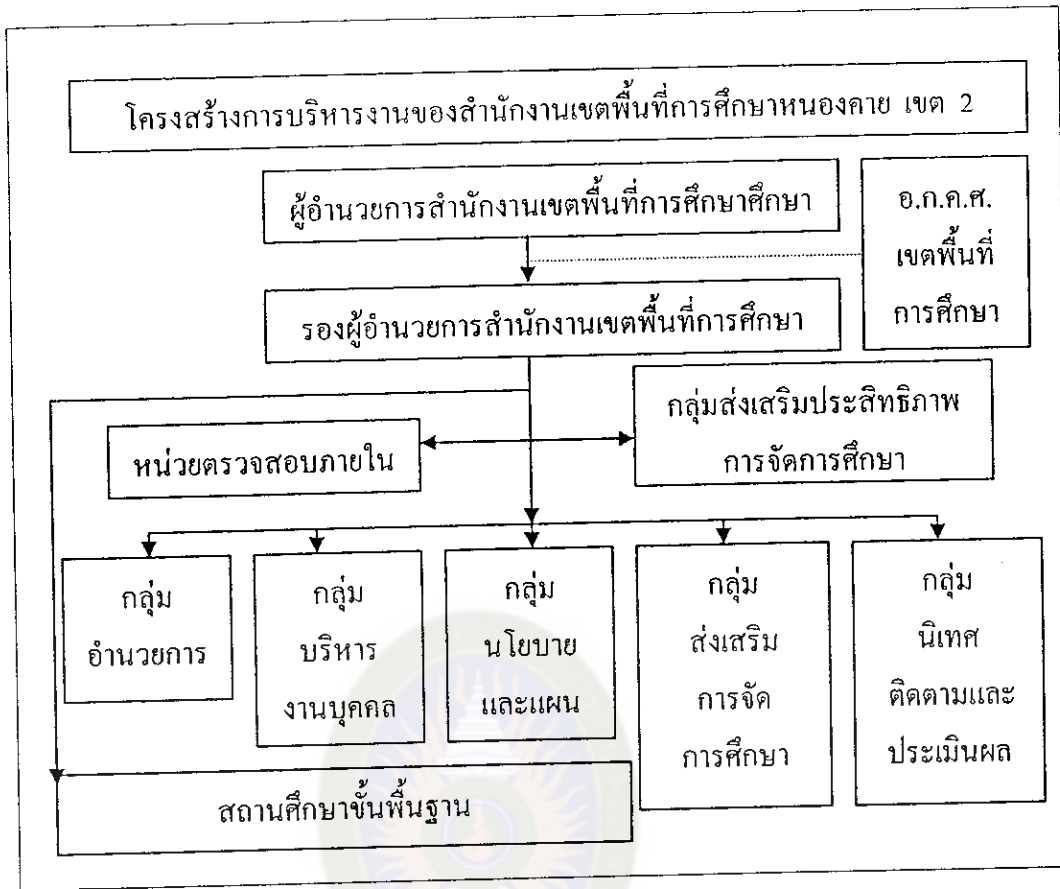 โครงสร้างการบริหารงานของสำนักงานเขตพื้นที่การศึกษาหนองคาย เขต 2
ผู้อำนวยการสำนักงานเขตพื้นที่การศึกษาศึกษา
อ.ก.ค.ศ.
เขตพื้นที่
การศึกษา
รองผู้อำนวยการสำนักงานเขตพื้นที่การศึกษา
หน่วยตรวจสอบภายใน
กลุ่มส่งเสริมประสิทธิภาพ
การจัดการศึกษา
กลุ่ม
อำนวยการ
กลุ่ม
บริหาร
งานบุคคล
กลุ่ม
นโยบาย
และแผน
กลุ่ม
ส่งเสริม
การจัด
การศึกษา
กลุ่ม
นิเทศ
ติดตามและ
ประเมินผล
สถานศึกษาขั้นพื้นฐาน